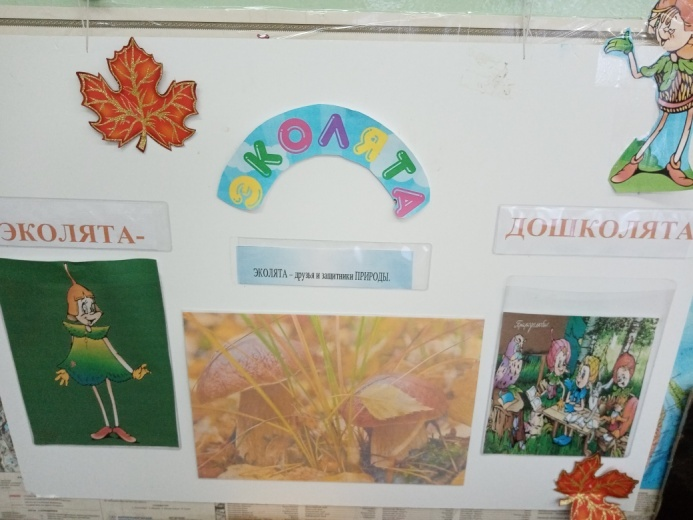 ЭКОЛЯТА
ЭКОЛЯТА-
ДОШКОЛЯТА
ЭКОЛЯТА – друзья и защитники ПРИРОДЫ.